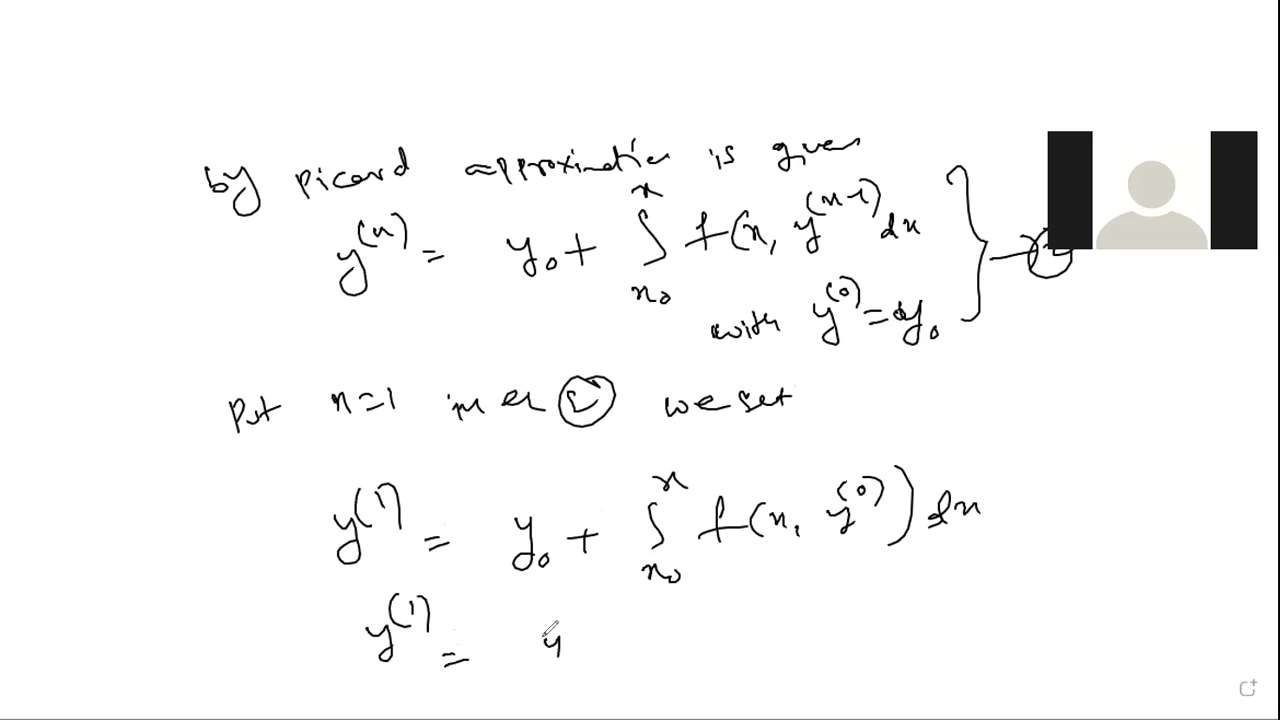 by picard approximation is given
y^(n) = y₀ + ∫_{x₀}^{x} f(x, y^(n-1) dx
with y^(0) = y₀
Put n=1 in eq ② we get
y^(1) = y₀ + ∫_{x₀}^{x} f(x, y^(0)) dx
y^(1) = y